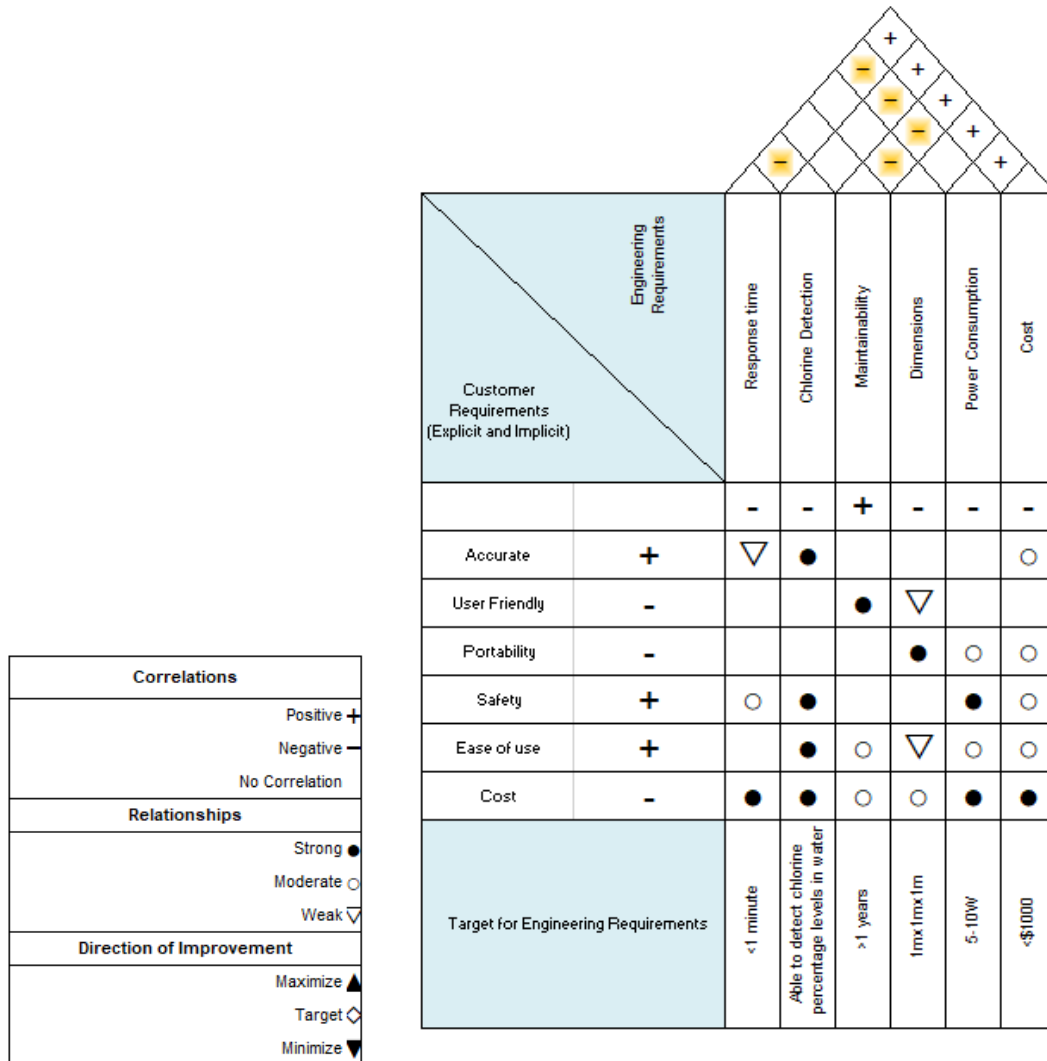 +
− +
− +
− +
− − +
Engineering
Requirements
Customer
Requirements
(Explicit and Implicit)
Response time
Chlorine Detection
Maintainability
Dimensions
Power Consumption
Cost
- - + - - -
Accurate + ▽ ● ○
User Friendly - ● ▽
Portability - ● ○ ○
Safety + ○ ● ● ○
Ease of use + ● ○ ▽ ○ ○
Cost - ● ● ○ ○ ● ●
Target for Engineering Requirements
<1 minute
Able to detect chlorine
percentage levels in water
>1 years
1mx1mx1m
5-10W
<$1000
Correlations
Positive +
Negative −
No Correlation
Relationships
Strong ●
Moderate ○
Weak ▽
Direction of Improvement
Maximize ▲
Target ◇
Minimize ▼